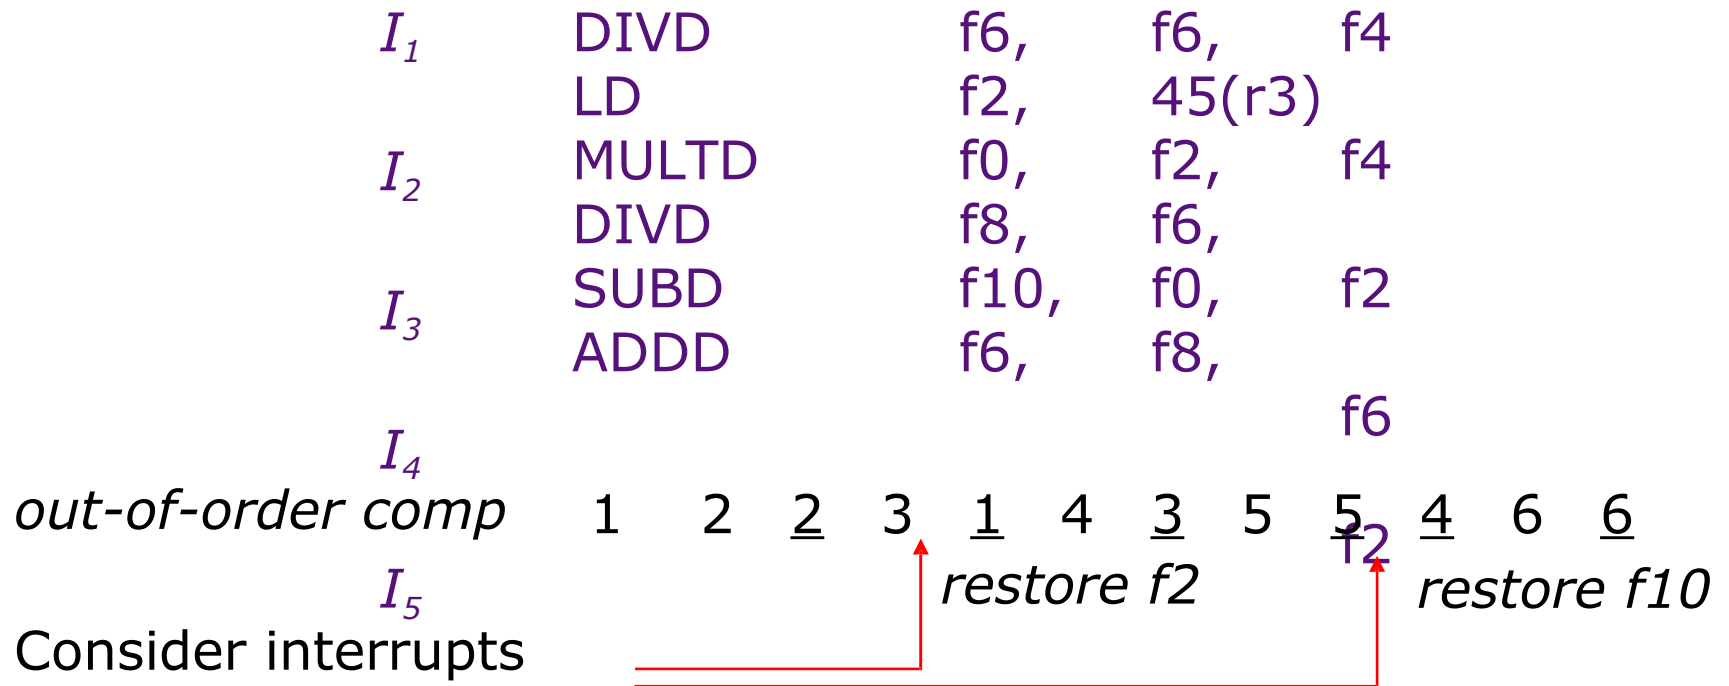 I1 DIVD f6, f6, f4
LD f2, 45(r3)
I2 MULTD f0, f2, f4
DIVD f8, f6,
I3 SUBD f10, f0, f2
ADDD f6, f8,
f6
I4
out-of-order comp 1 2 2 3 1 4 3 5 5 4 6 6
f2
I5 restore f2 restore f10
Consider interrupts